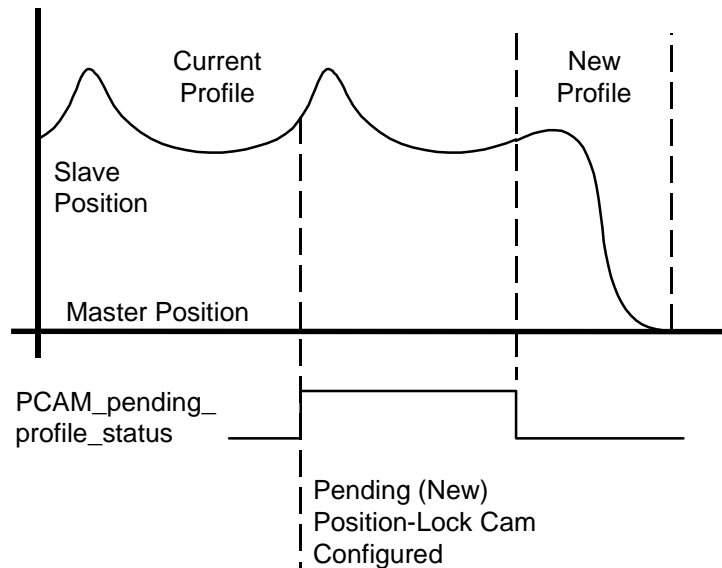 Current
Profile
New
Profile
Slave
Position
Master Position
PCAM_pending_
profile_status
Pending (New)
Position-Lock Cam
Configured